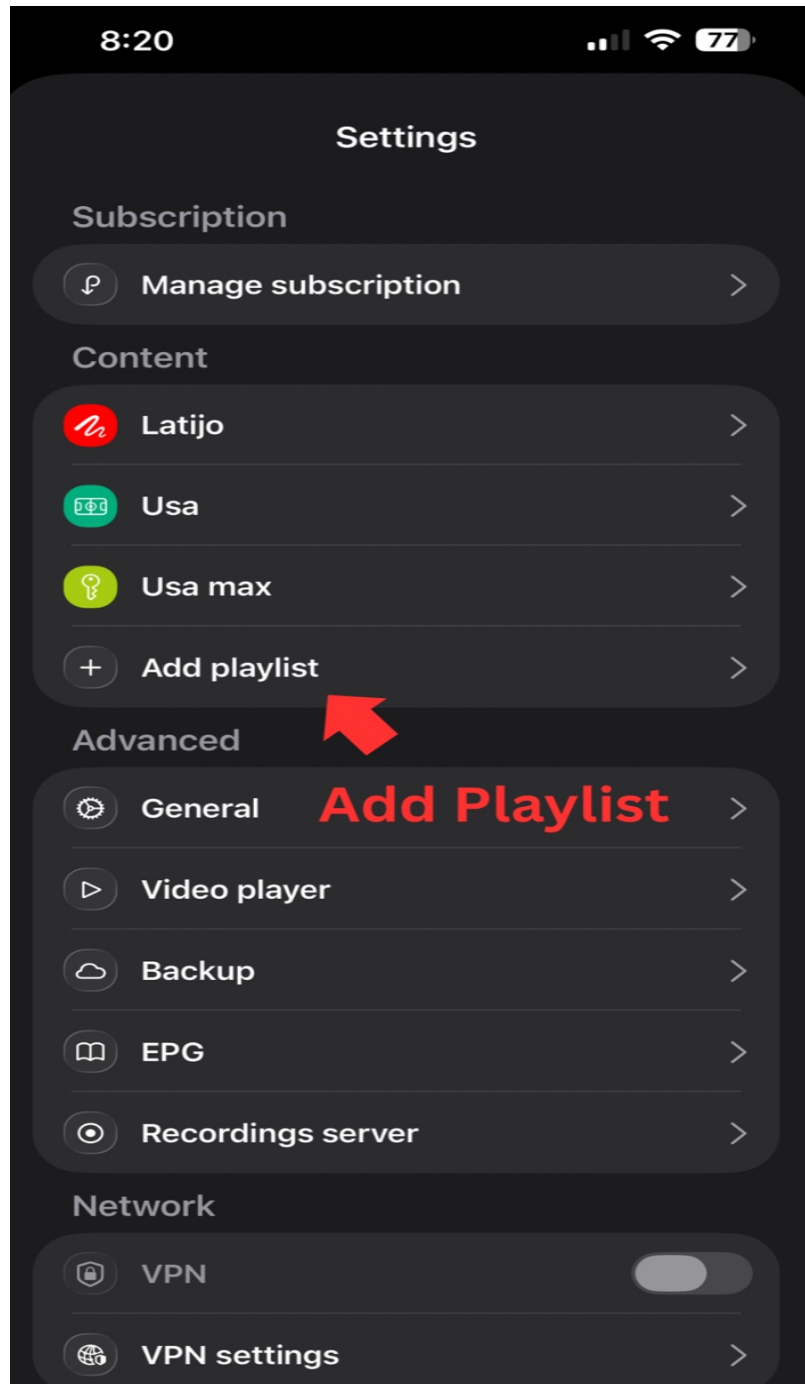 8:20
77
Settings
Subscription
Manage subscription
Content
Latijo
Usa
Usa max
Add playlist
Advanced
General
Add Playlist
Video player
Backup
EPG
Recordings server
Network
VPN
VPN settings